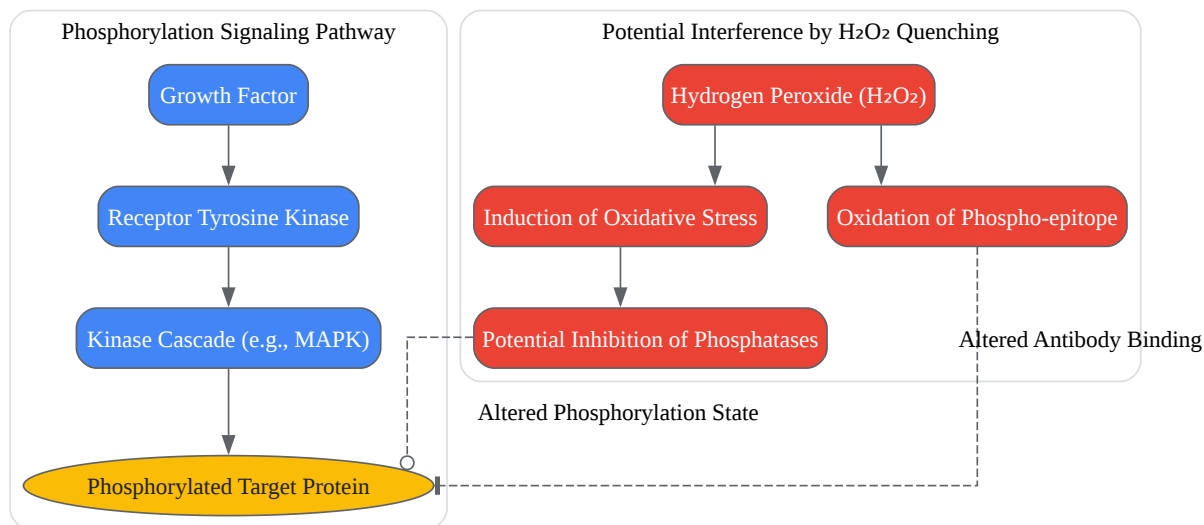 Phosphorylation Signaling Pathway
Growth Factor
Receptor Tyrosine Kinase
Kinase Cascade (e.g., MAPK)
Phosphorylated Target Protein
Potential Interference by H₂O₂ Quenching
Hydrogen Peroxide (H₂O₂)
Induction of Oxidative Stress
Oxidation of Phospho-epitope
Potential Inhibition of Phosphatases
Altered Antibody Binding
Altered Phosphorylation State